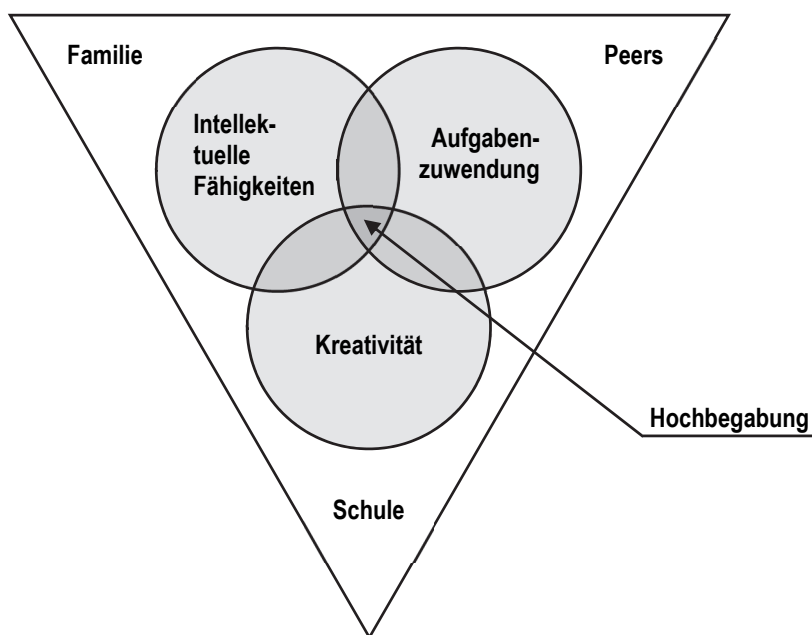 Familie
Peers
Intellek-
tuelle
Fähigkeiten
Aufgaben-
zuwendung
Kreativität
Hochbegabung
Schule